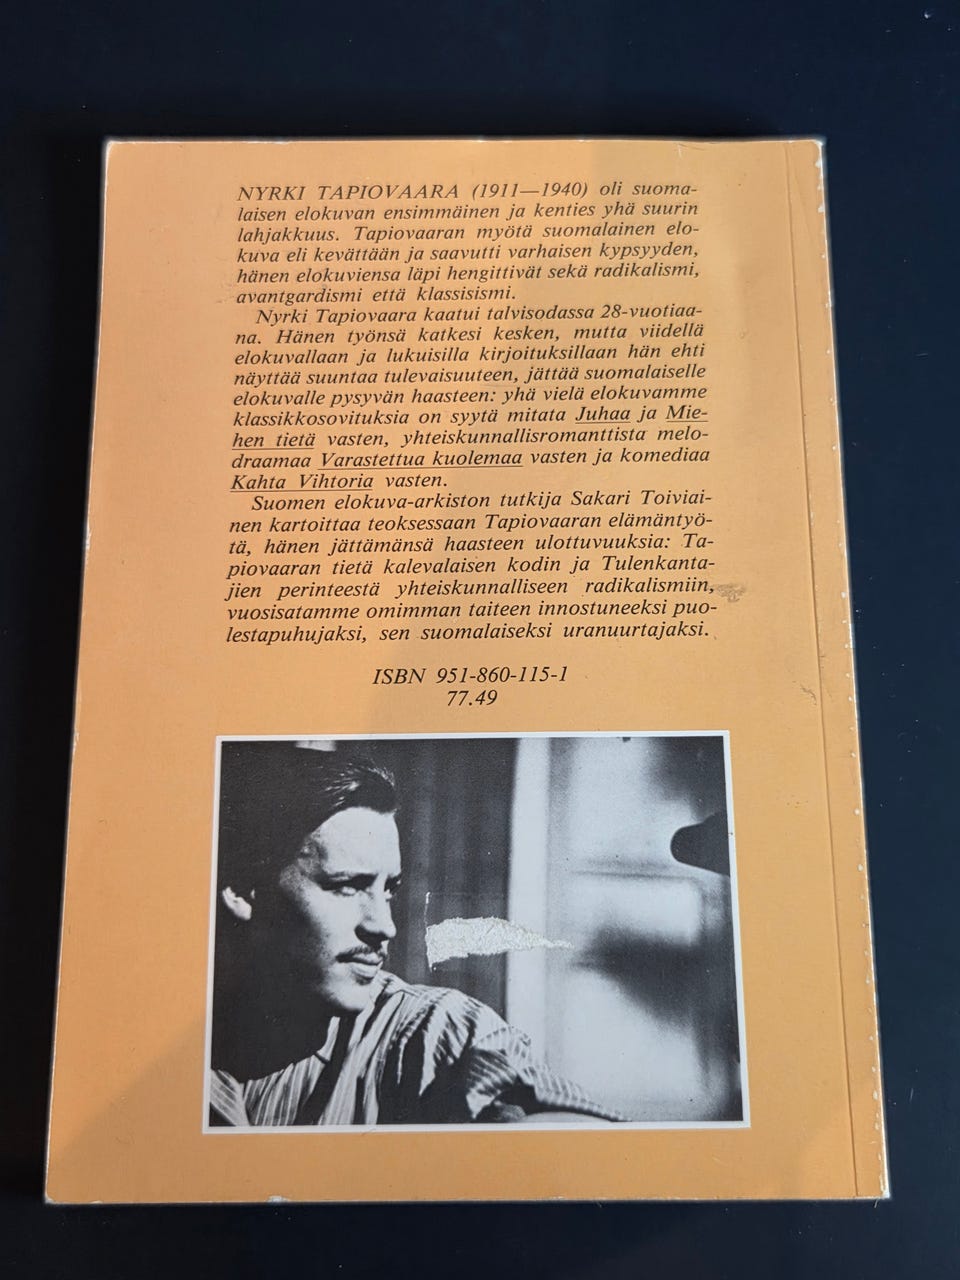 NYRKI TAPIOVAARA (1911—1940) oli suoma-
laisen elokuvan ensimmäinen ja kenties yhä suurin
lahjakkuus. Tapiovaaran myötä suomalainen elo-
kuva eli kevättään ja saavutti varhaisen kypsyyden,
hänen elokuviensa läpi hengittivät sekä radikalismi,
avantgardismi että klassisismi.
Nyrki Tapiovaara kaatui talvisodassa 28-vuotiaa-
na. Hänen työnsä katkesi kesken, mutta viidellä
elokuvallaan ja lukuisilla kirjoituksillaan hän ehti
näyttää suuntaa tulevaisuuteen, jättää suomalaiselle
elokuvalle pysyvän haasteen: yhä vielä elokuvamme
klassikkosovituksia on syytä mitata Juhaa ja Mie-
hen tietä vasten, yhteiskunnallisromanttista melo-
draamaa Varastettua kuolemaa vasten ja komediaa
Kahta Vihtoria vasten.
Suomen elokuva-arkiston tutkija Sakari Toiviai-
nen kartoittaa teoksessaan Tapiovaaran elämäntyö-
tä, hänen jättämänsä haasteen ulottuvuuksia: Ta-
piovaaran tietä kalevalaisen kodin ja Tulenkanta-
jien perinteestä yhteiskunnalliseen radikalismiin,
vuosisatamme omimman taiteen innostuneeksi puo-
lestapuhujaksi, sen suomalaiseksi uranuurtajaksi.
ISBN 951-860-115-1
77.49